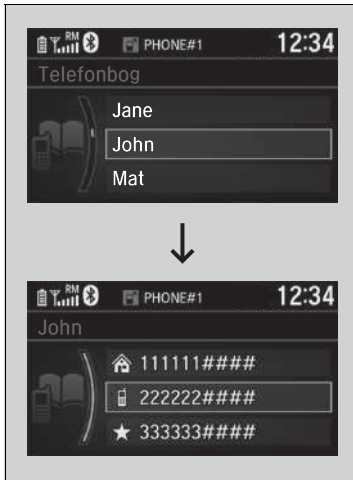 RM PHONE#1 12:34
Telefonbog
Jane
John
Mat
RM PHONE#1 12:34
John
111111####
222222####
333333####